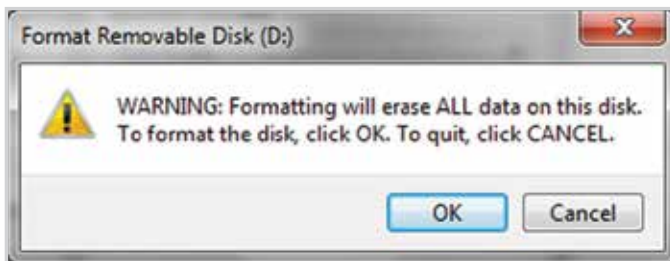 Format Removable Disk (D:)
WARNING: Formatting will erase ALL data on this disk.
To format the disk, click OK. To quit, click CANCEL.
OK
Cancel